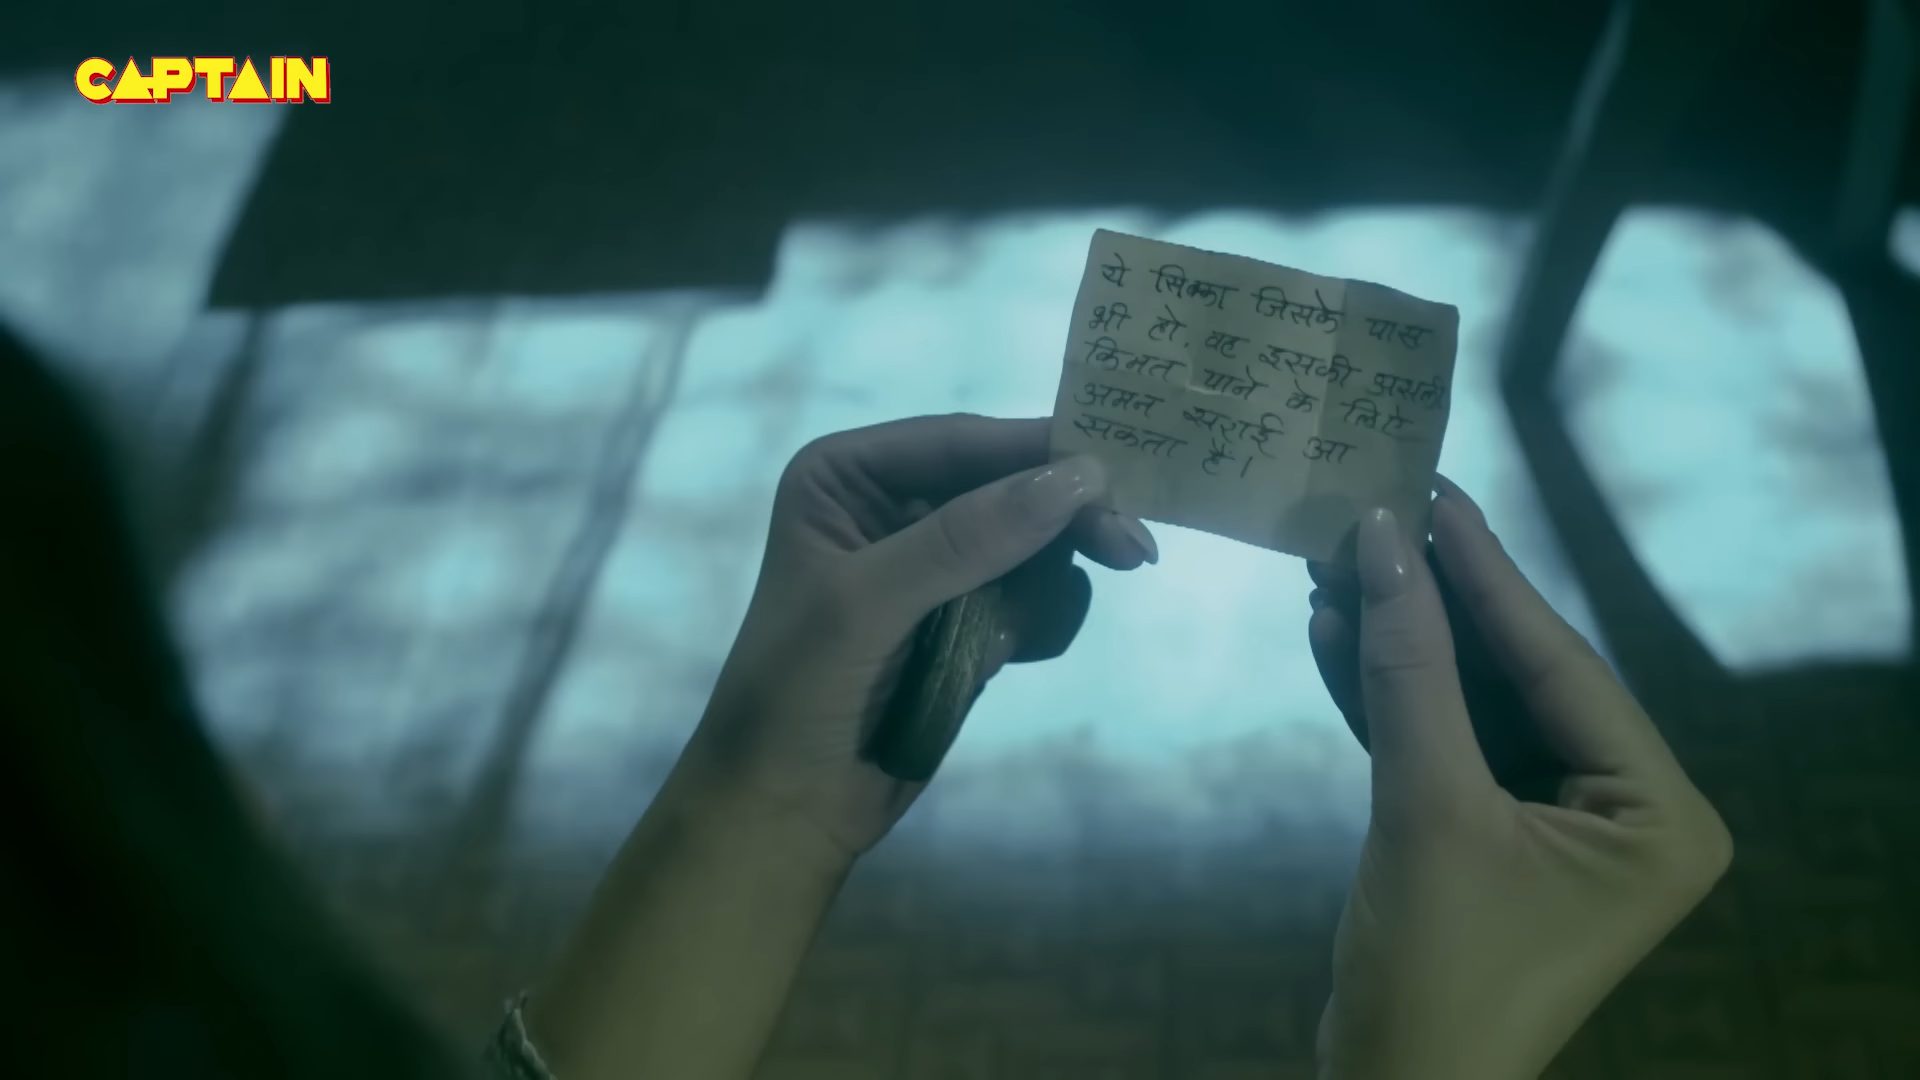 CAPTAIN
ये सिक्का जिसके पास
भी हो, वह इसकी असली
किमत पाने के लिए
अमन सराई आ
सकता है।